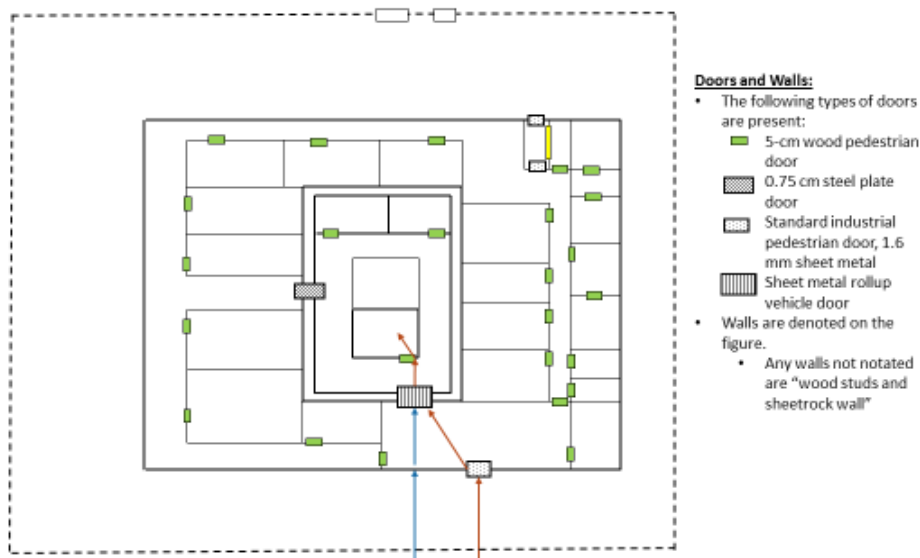 Doors and Walls:
• The following types of doors
are present:
5-cm wood pedestrian
door
0.75 cm steel plate
door
Standard industrial
pedestrian door, 1.6
mm sheet metal
Sheet metal rollup
vehicle door
• Walls are denoted on the
figure.
• Any walls not notated
are “wood studs and
sheetrock wall”